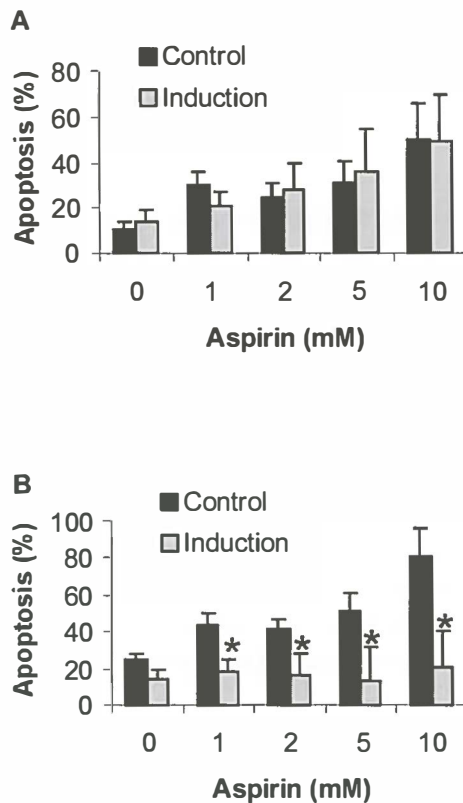 A
Control
Induction
Apoptosis (%)
80
60
40
20
0
0 1 2 5 10
Aspirin (mM)
B
Control
Induction
Apoptosis (%)
100
80
60
40
20
0
* * * *
0 1 2 5 10
Aspirin (mM)